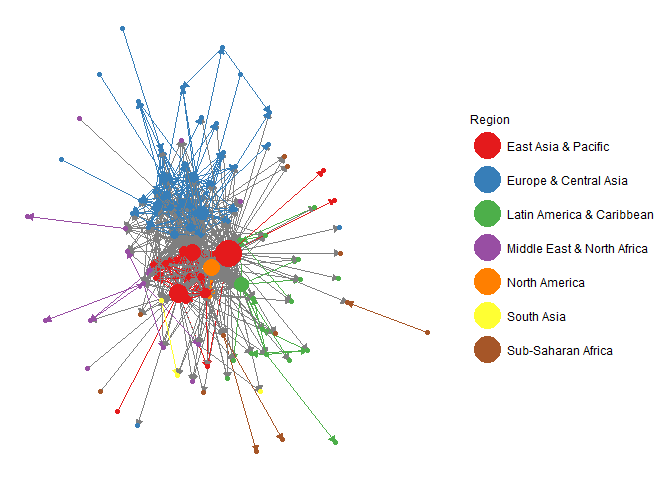 Region
East Asia & Pacific
Europe & Central Asia
Latin America & Caribbean
Middle East & North Africa
North America
South Asia
Sub-Saharan Africa